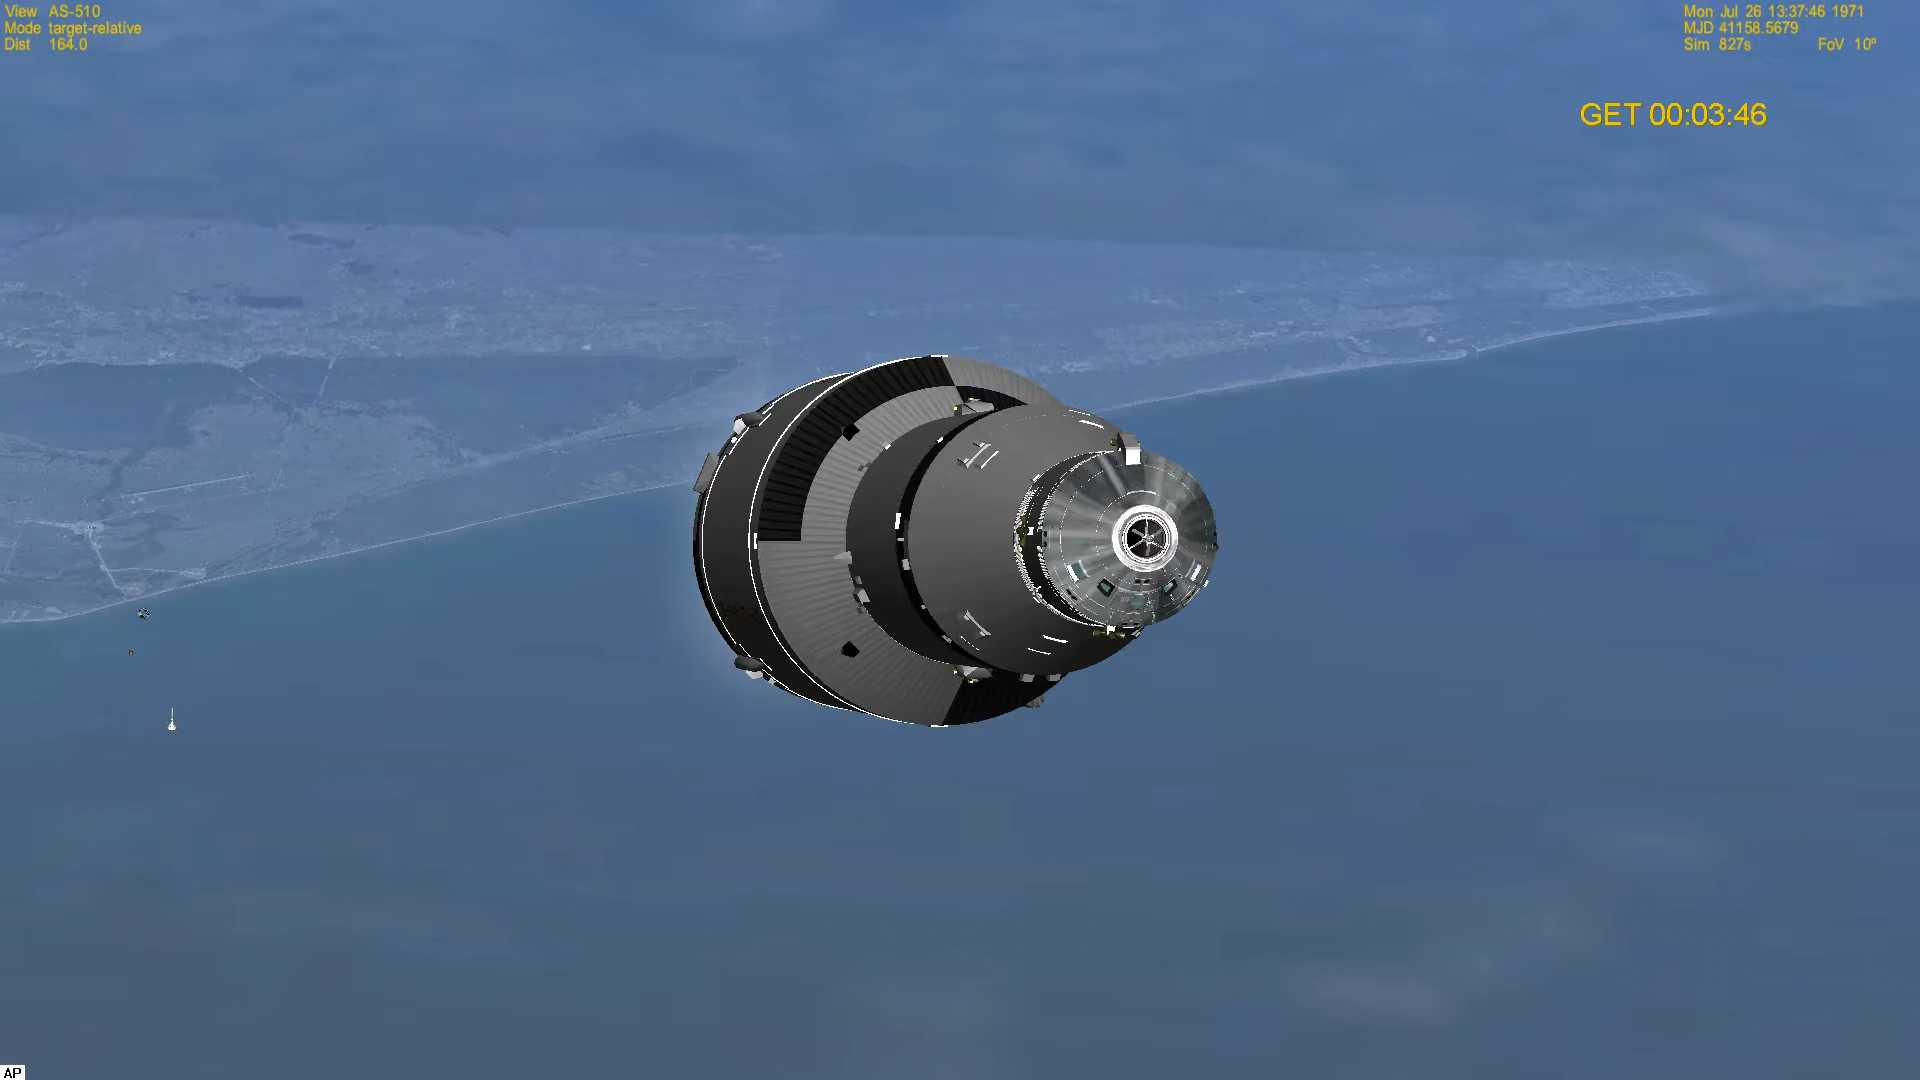 View AS-510
Mode target-relative
Dist 164.0
Mon Jul 26 13:37:46 1971
MJD 41158.5679
Sim 827s FoV 10°
GET 00:03:46
AP